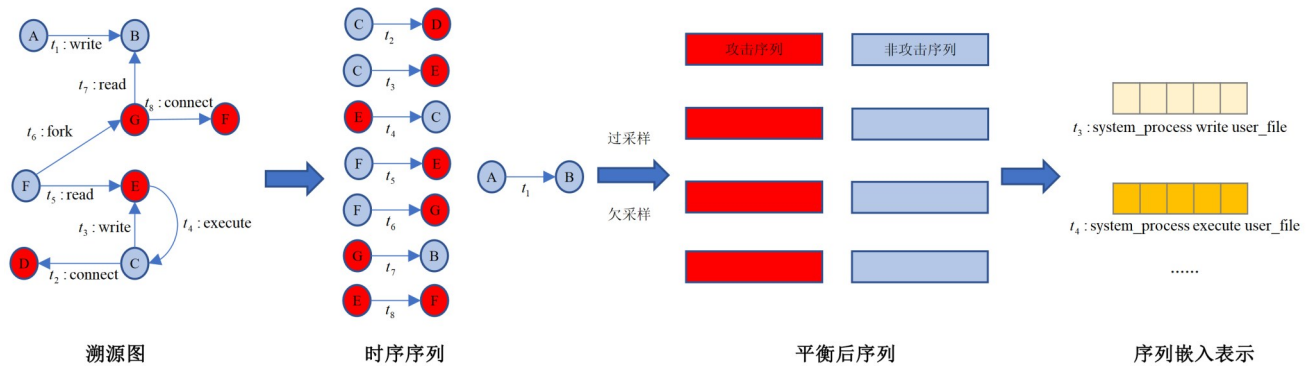 A
B
t1 : write
t7 : read
t8 : connect
G
F
t6 : fork
F
E
t5 : read
t3 : write
t4 : execute
D
C
t2 : connect
溯源图
C
D
t2
C
E
t3
E
C
t4
F
E
t5
F
G
t6
G
B
t7
E
F
t8
时序序列
A
B
t1
过采样
欠采样
攻击序列
非攻击序列
平衡后序列
t3 : system_process write user_file
t4 : system_process execute user_file
......
序列嵌入表示